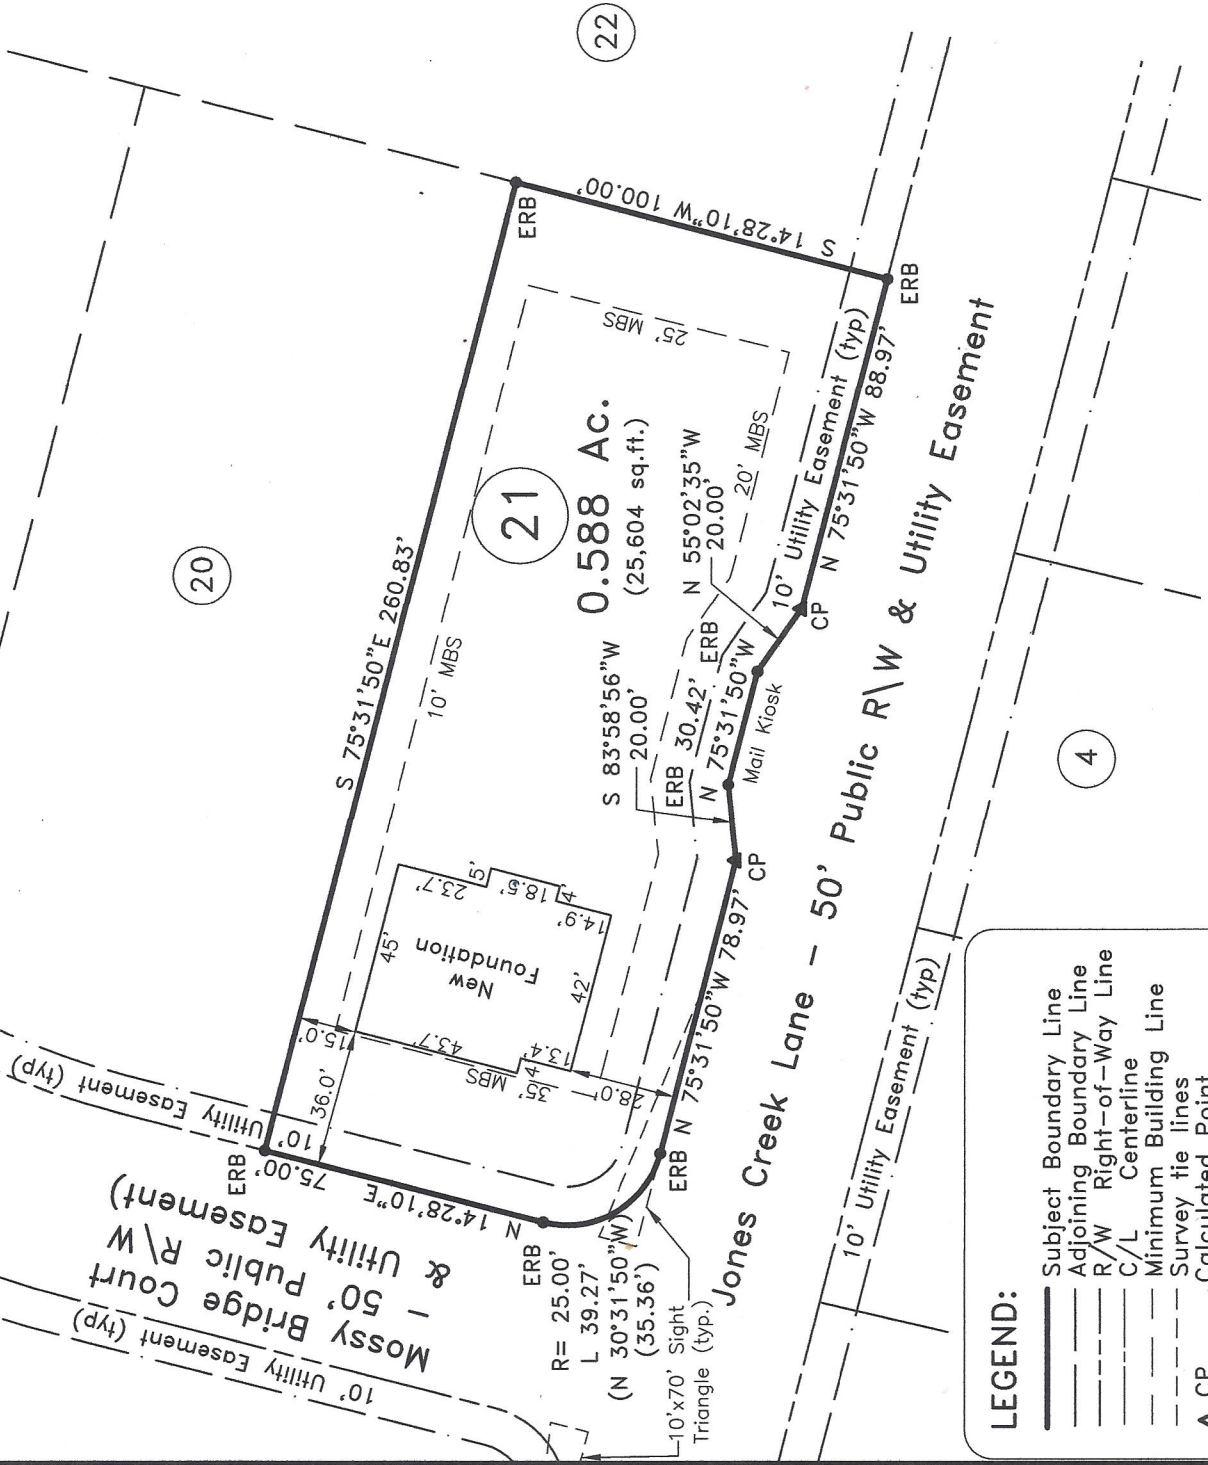 22
20
21
0.588 Ac.
(25,604 sq.ft.)
S 75°31'50"E 260.83'
10' MBS
ERB
S 14°28'10"W 100.00'
ERB
25' MBS
20' MBS
10' Utility Easement (typ)
N 75°31'50"W 88.97'
CP
N 55°02'35"W
20.00'
ERB
N 75°31'50"W
30.42'
Mail Kiosk
ERB
S 83°58'56"W
20.00'
CP
N 75°31'50"W 78.97'
ERB
New
Foundation
45'
23.7'
5'
18.5'
4'
14.9'
42'
13.4'
4'
43.7'
15.0'
36.0'
28.0'
35' MBS
ERB
N 14°28'10"E 75.00'
10' Utility Easement (typ)
ERB
R= 25.00'
L 39.27'
(N 30°31'50"W)
(35.36')
10'x70' Sight
Triangle (typ.)
Mossy Bridge Court
- 50' Public R\W
& Utility Easement)
10' Utility Easement (typ)
Jones Creek Lane - 50' Public R\W & Utility Easement
10' Utility Easement (typ)
4
LEGEND:
Subject Boundary Line
Adjoining Boundary Line
R/W Right-of-Way Line
C/L Centerline
Minimum Building Line
Survey tie lines
CP Calculated Point